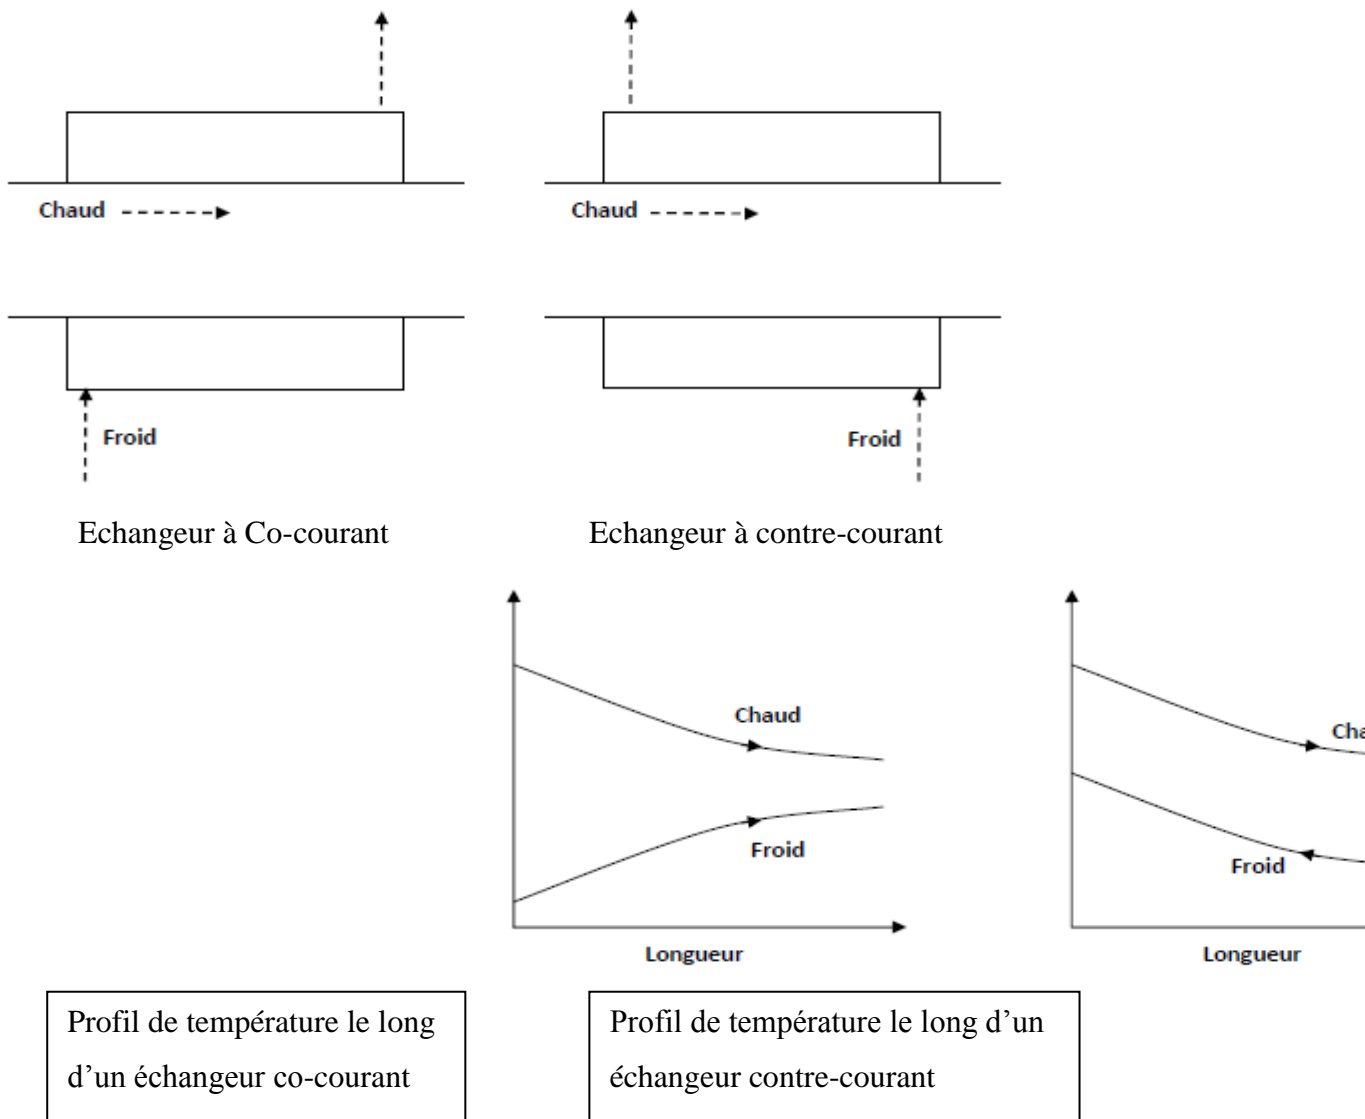 Chaud
Chaud
Froid
Froid
Echangeur à Co-courant
Echangeur à contre-courant
Chaud
Froid
Longueur
Froid
Longueur
Profil de température le long
d’un échangeur co-courant
Profil de température le long d’un
échangeur contre-courant